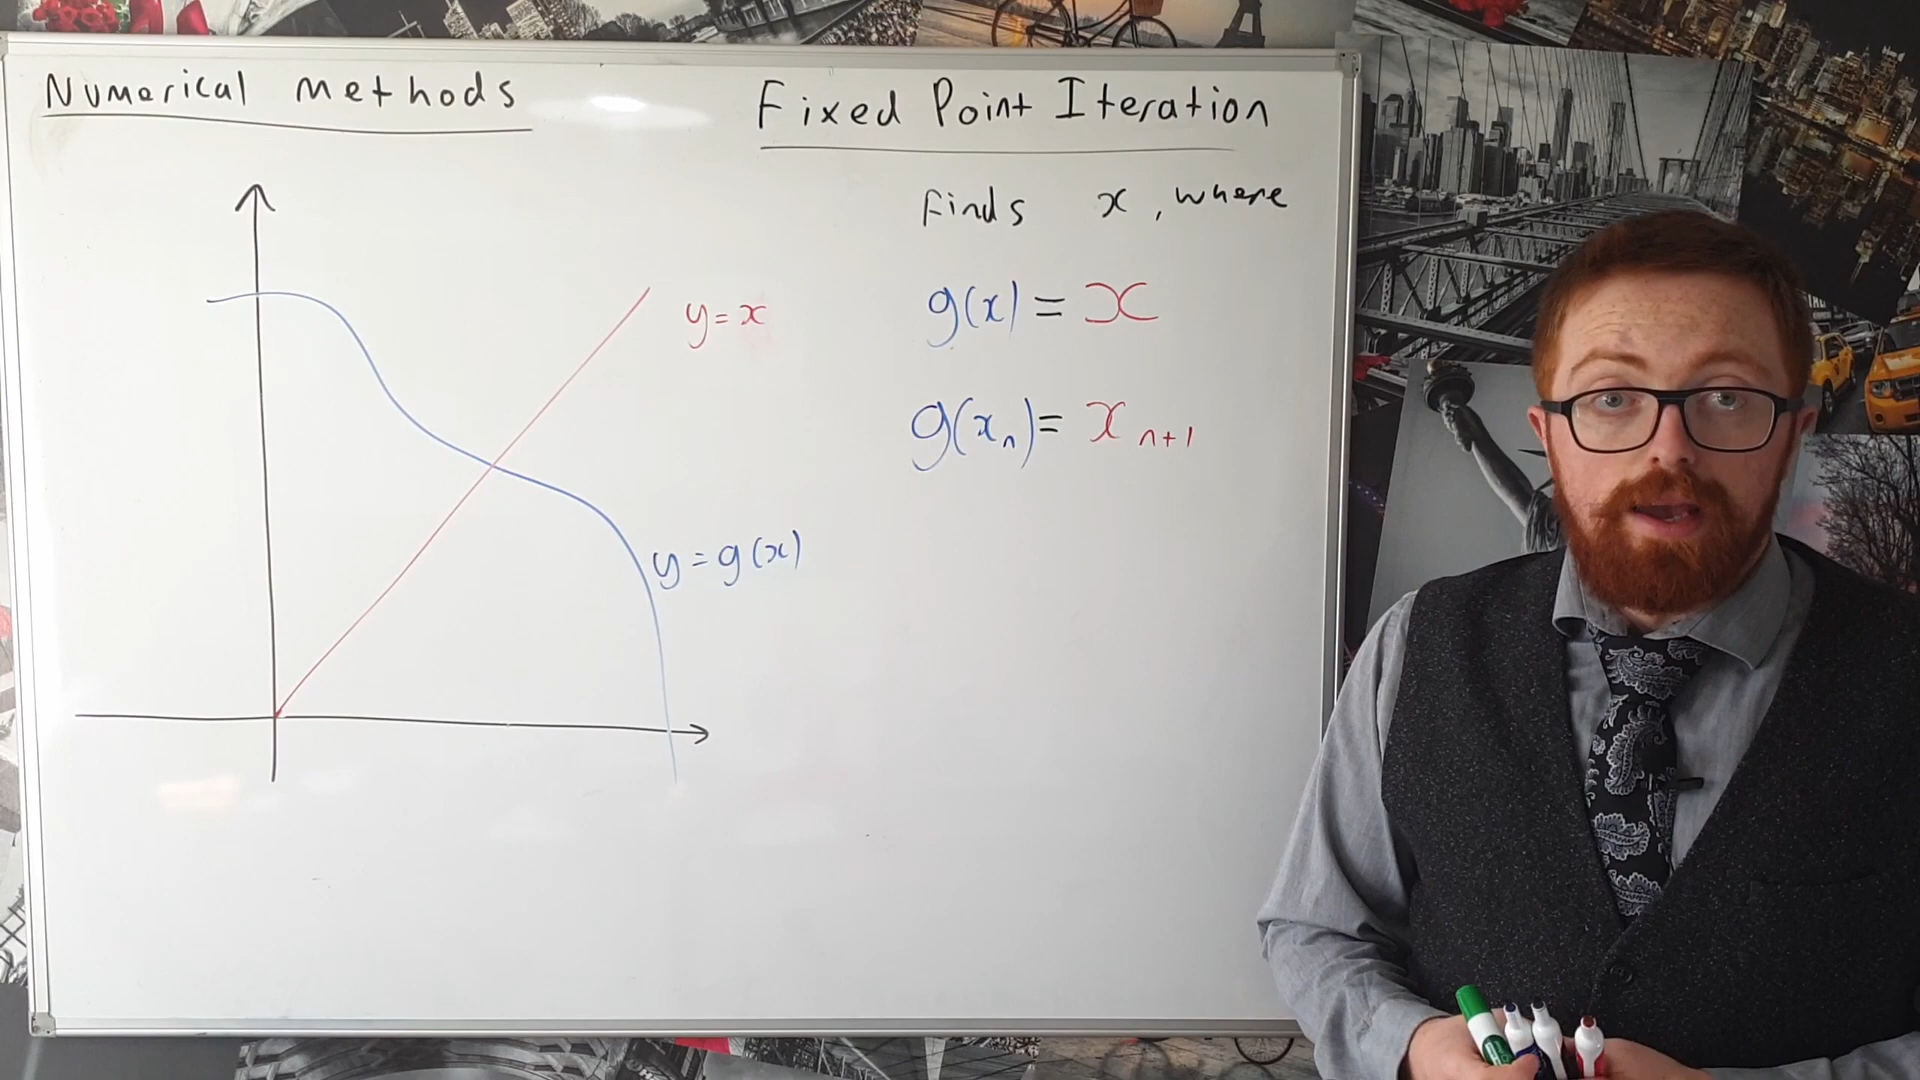 Numerical methods
Fixed Point Iteration
Finds x, where
g(x) = x
g(xₙ) = xₙ₊₁
y = x
y = g(x)